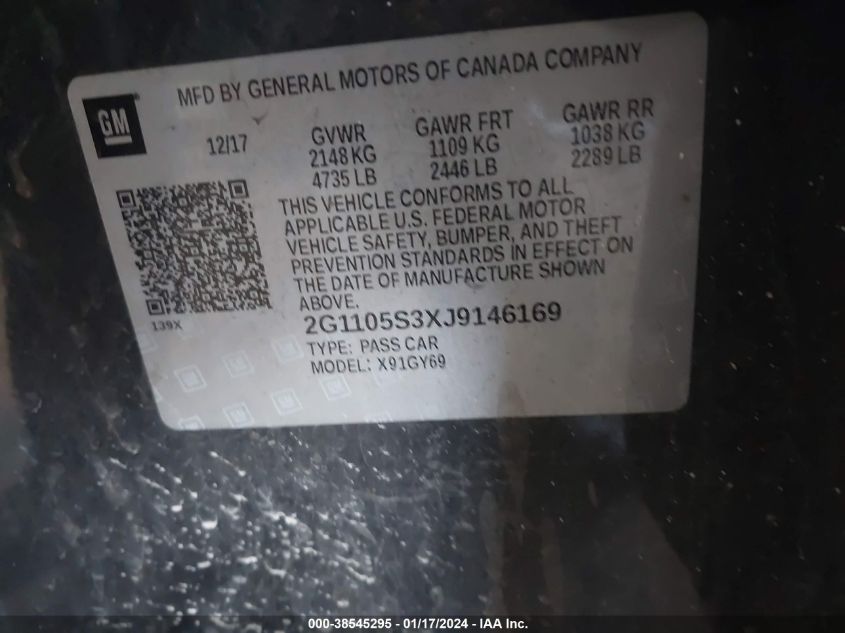 MFD BY GENERAL MOTORS OF CANADA COMPANY
GM
12/17
GVWR
2148 KG
4735 LB
GAWR FRT
1109 KG
2446 LB
GAWR RR
1038 KG
2289 LB
THIS VEHICLE CONFORMS TO ALL
APPLICABLE U.S. FEDERAL MOTOR
VEHICLE SAFETY, BUMPER, AND THEFT
PREVENTION STANDARDS IN EFFECT ON
THE DATE OF MANUFACTURE SHOWN
ABOVE.
139X
2G1105S3XJ9146169
TYPE: PASS CAR
MODEL: X91GY69
000-38545295 - 01/17/2024 - IAA Inc.